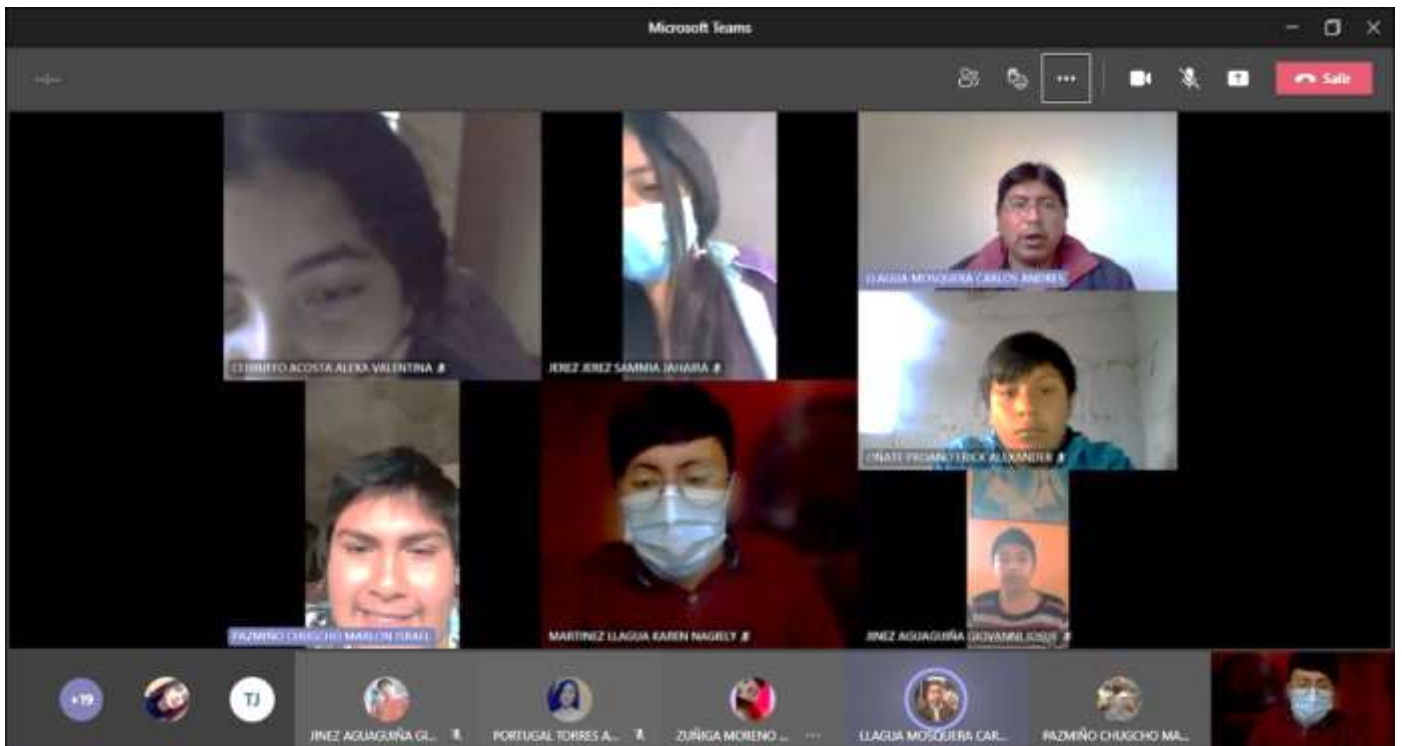 Microsoft Teams
Salir
ACOSTA ALEXA VALENTINA
JEREZ JEREZ SAMMIA JAHAIRA
LLAGUA MOSQUERA CARLOS ANDRES
OÑATE PROAÑO ERICK ALEXANDER
PAZMIÑO CHUGCHO MARLON ISRAEL
MARTINEZ LLAGUA KAREN NAGIELY
JINEZ AGUAGUIÑA GIOVANNI JOSUE
+19
TJ
JINEZ AGUAGUIÑA GI...
PORTUGAL TORRES A...
ZUÑIGA MORENO ...
LLAGUA MOSQUERA CAR...
PAZMIÑO CHUGCHO MA...